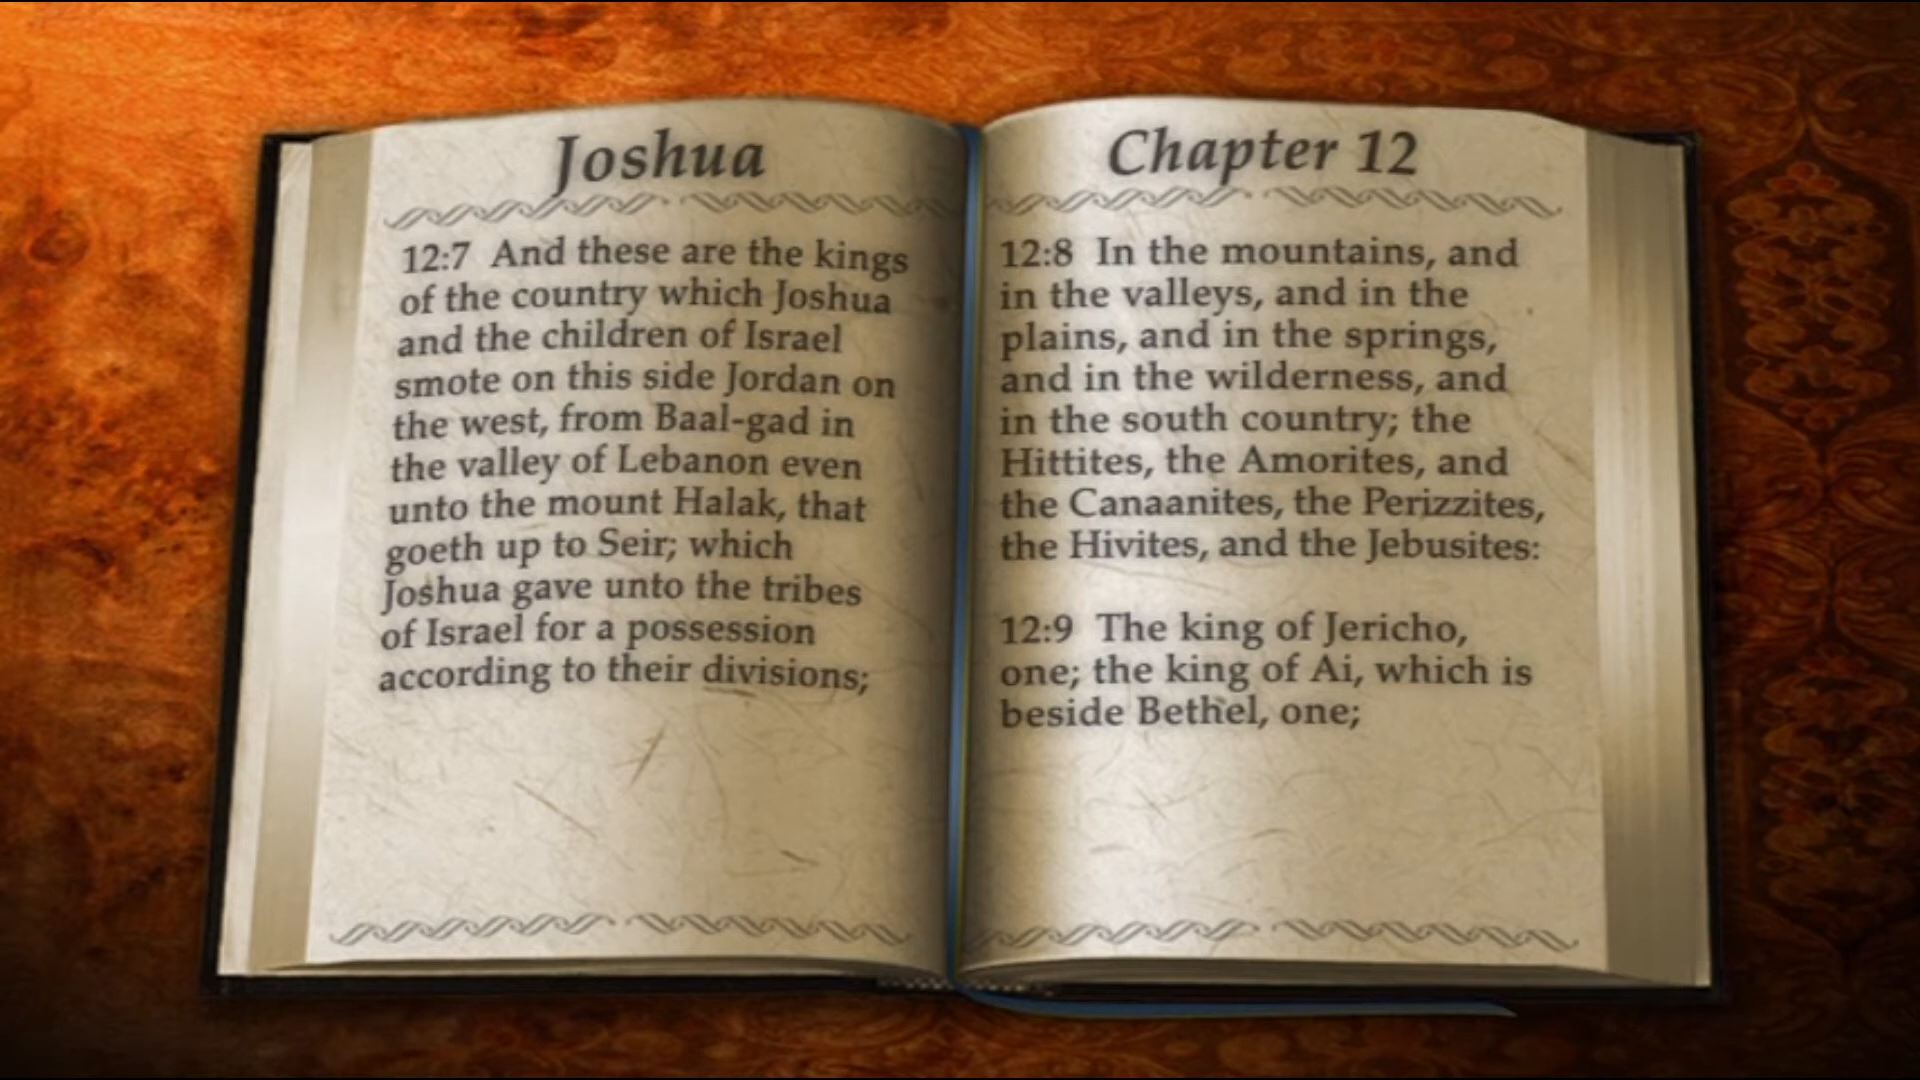 Joshua
12:7 And these are the kings
of the country which Joshua
and the children of Israel
smote on this side Jordan on
the west, from Baal-gad in
the valley of Lebanon even
unto the mount Halak, that
goeth up to Seir; which
Joshua gave unto the tribes
of Israel for a possession
according to their divisions;
Chapter 12
12:8 In the mountains, and
in the valleys, and in the
plains, and in the springs,
and in the wilderness, and
in the south country; the
Hittites, the Amorites, and
the Canaanites, the Perizzites,
the Hivites, and the Jebusites:
12:9 The king of Jericho,
one; the king of Ai, which is
beside Bethel, one;